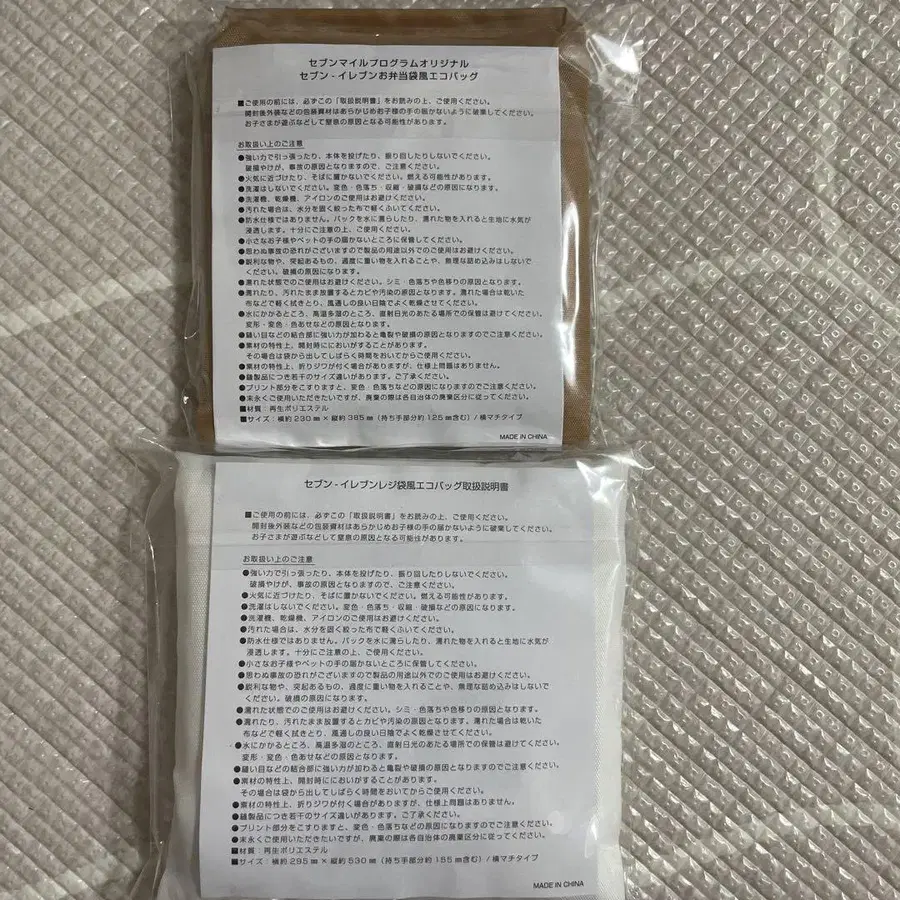 セブンマイルプログラムオリジナル
セブン‐イレブンお弁当袋風エコバッグ
■ご使用の前には、必ずこの「取扱説明書」をお読みの上、ご使用ください。
開封後外装などの包装資材はあらかじめお子様の手の届かないように破棄してください。
お子さまが遊ぶなどして窒息の原因となる可能性があります。
お取扱い上のご注意
●強い力で引っ張ったり、本体を投げたり、振り回したりしないでください。
破損やけが、事故の原因となりますので、ご注意ください。
●火気に近づけたり、そばに置かないでください。燃える可能性があります。
●洗濯はしないでください。変色・色落ち・収縮・破損などの原因になります。
●洗濯機、乾燥機、アイロンのご使用はお避けください。
●汚れた場合は、水分を固く絞った布で軽くふいてください。
●防水仕様ではありません。バックを水に濡らしたり、濡れた物を入れると生地に水気が
浸透します。十分にご注意の上、ご使用ください。
●小さなお子様やペットの手の届かないところに保管してください。
●思わぬ事故の恐れがございますので製品の用途以外でのご使用はお避けください。
●鋭利な物や、突起あるもの、過度に重い物を入れることや、無理な詰め込みはしないで
ください。破損の原因になります。
●濡れた状態でのご使用はお避けください。シミ・色落ちや色移りの原因となります。
●濡れたり、汚れたまま放置するとカビや汚染の原因となります。濡れた場合は乾いた
布などで軽く拭きとり、風通しの良い日陰でよく乾燥させてください。
●水にかかるところ、高温多湿のところ、直射日光のあたる場所での保管は避けてください。
変形・変色・色あせなどの原因となります。
●縫い目などの結合部に強い力が加わると亀裂や破損の原因となりますのでご注意ください。
●素材の特性上、開封時ににおいがすることがあります。
その場合は袋から出してしばらく時間をおいてからご使用ください。
●素材の特性上、折りジワが付く場合がありますが、仕様上問題はありません。
●縫製品につき若干のサイズ違いがあります。ご了承ください。
●プリント部分をこすりますと、変色・色落ちなどの原因になりますのでご注意ください。
●末永くご使用いただきたいですが、廃棄の際は各自治体の廃棄区分に従ってください。
■材質：再生ポリエステル
■サイズ：横約230㎜×縦約385㎜（持ち手部分約125㎜含む）/横マチタイプ
MADE IN CHINA
セブン‐イレブンレジ袋風エコバッグ取扱説明書
■ご使用の前には、必ずこの「取扱説明書」をお読みの上、ご使用ください。
開封後外装などの包装資材はあらかじめお子様の手の届かないように破棄してください。
お子さまが遊ぶなどして窒息の原因となる可能性があります。
お取扱い上のご注意
●強い力で引っ張ったり、本体を投げたり、振り回したりしないでください。
破損やけが、事故の原因となりますので、ご注意ください。
●火気に近づけたり、そばに置かないでください。燃える可能性があります。
●洗濯はしないでください。変色・色落ち・収縮・破損などの原因になります。
●洗濯機、乾燥機、アイロンのご使用はお避けください。
●汚れた場合は、水分を固く絞った布で軽くふいてください。
●防水仕様ではありません。バックを水に濡らしたり、濡れた物を入れると生地に水気が
浸透します。十分にご注意の上、ご使用ください。
●小さなお子様やペットの手の届かないところに保管してください。
●思わぬ事故の恐れがございますので製品の用途以外でのご使用はお避けください。
●鋭利な物や、突起あるもの、過度に重い物を入れることや、無理な詰め込みはしないで
ください。破損の原因になります。
●濡れた状態でのご使用はお避けください。シミ・色落ちや色移りの原因となります。
●濡れたり、汚れたまま放置するとカビや汚染の原因となります。濡れた場合は乾いた
布などで軽く拭きとり、風通しの良い日陰でよく乾燥させてください。
●水にかかるところ、高温多湿のところ、直射日光のあたる場所での保管は避けてください。
変形・変色・色あせなどの原因となります。
●縫い目などの結合部に強い力が加わると亀裂や破損の原因となりますのでご注意ください。
●素材の特性上、開封時ににおいがすることがあります。
その場合は袋から出してしばらく時間をおいてからご使用ください。
●素材の特性上、折りジワが付く場合がありますが、仕様上問題はありません。
●縫製品につき若干のサイズ違いがあります。ご了承ください。
●プリント部分をこすりますと、変色・色落ちなどの原因になりますのでご注意ください。
●末永くご使用いただきたいですが、廃棄の際は各自治体の廃棄区分に従ってください。
■材質：再生ポリエステル
■サイズ：横約295㎜×縦約530㎜（持ち手部分約155㎜含む）/横マチタイプ
MADE IN CHINA